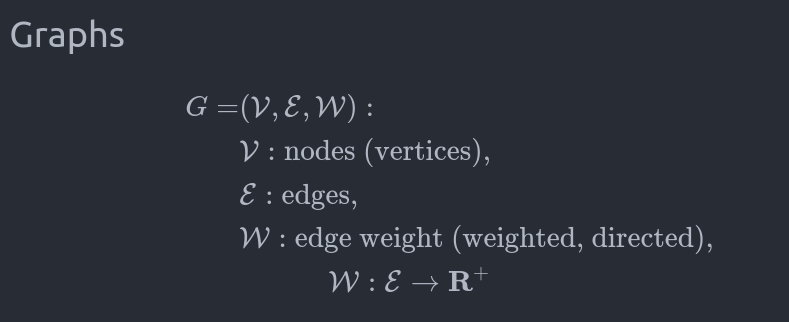 Graphs
G =(𝒱, ℰ, 𝒲) :
𝒱 : nodes (vertices),
ℰ : edges,
𝒲 : edge weight (weighted, directed),
𝒲 : ℰ → 𝐑⁺